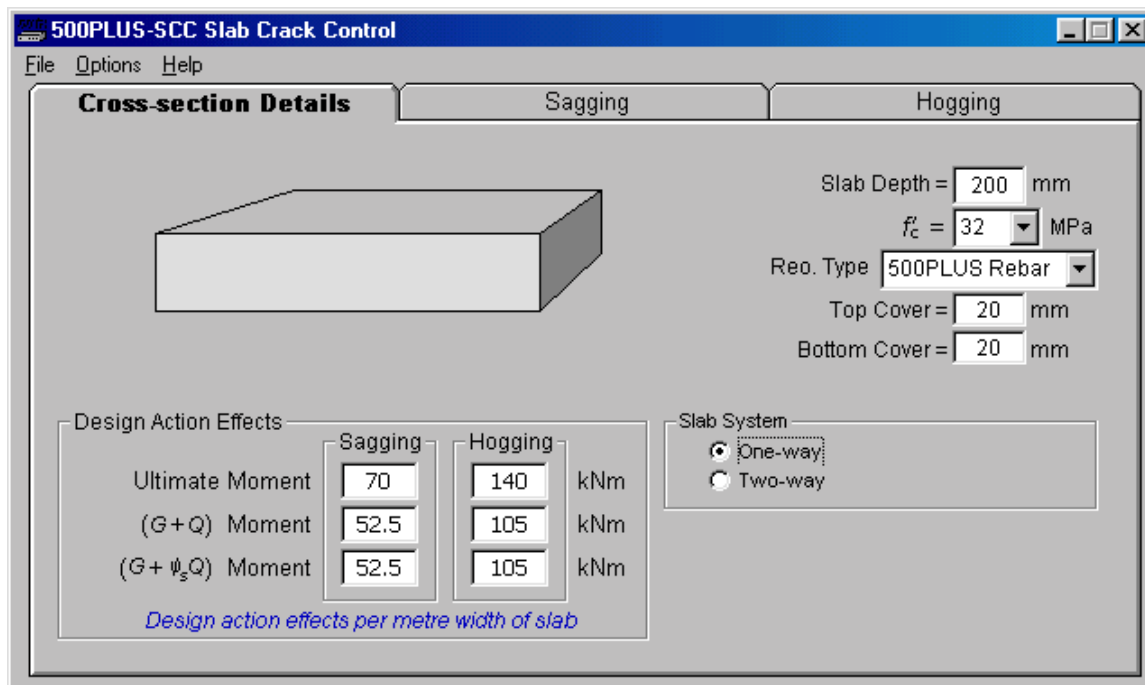 500PLUS-SCC Slab Crack Control
File Options Help
Cross-section Details Sagging Hogging
Slab Depth = 200 mm
f'c = 32 MPa
Reo. Type 500PLUS Rebar
Top Cover = 20 mm
Bottom Cover = 20 mm
Design Action Effects
Sagging Hogging
Ultimate Moment 70 140 kNm
(G+Q) Moment 52.5 105 kNm
(G+ψsQ) Moment 52.5 105 kNm
Design action effects per metre width of slab
Slab System
One-way
Two-way